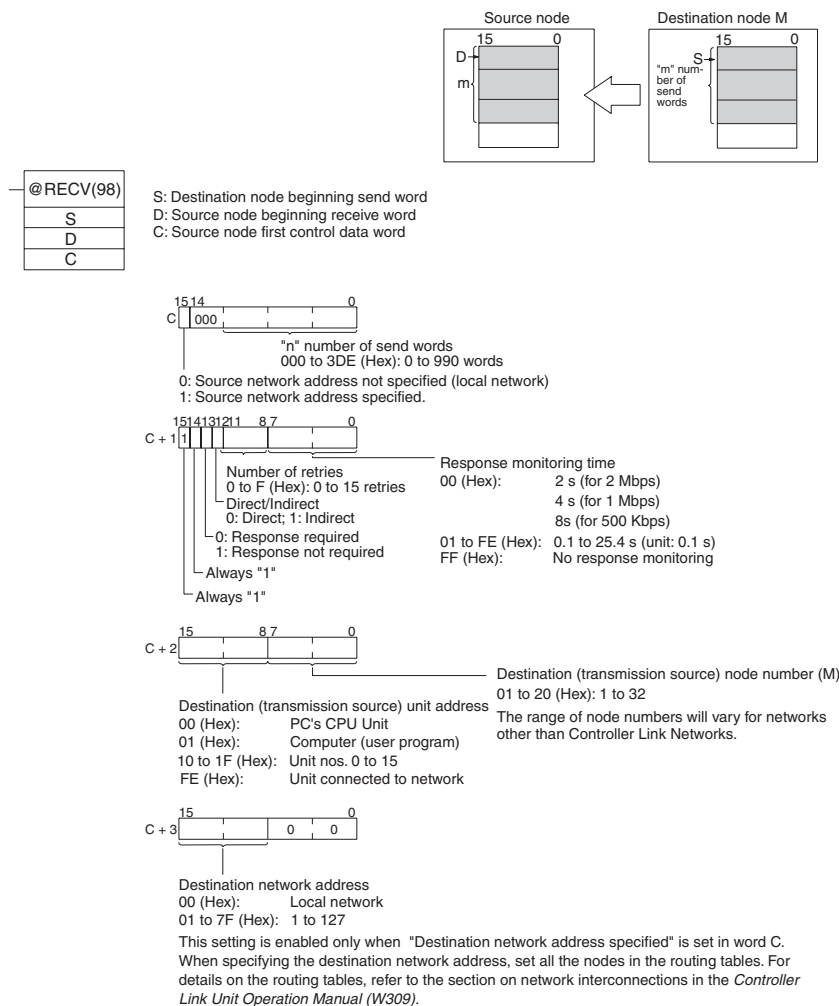 Source node
Destination node M
15 0
D
m
15 0
S
"m" num-
ber of
send
words
@RECV(98)
S
D
C
S: Destination node beginning send word
D: Source node beginning receive word
C: Source node first control data word
15 14 0
C 000
"n" number of send words
000 to 3DE (Hex): 0 to 990 words
0: Source network address not specified (local network)
1: Source network address specified.
15 14 13 12 11 8 7 0
C + 1 1
Number of retries
0 to F (Hex): 0 to 15 retries
Direct/Indirect
0: Direct; 1: Indirect
0: Response required
1: Response not required
Always "1"
Always "1"
Response monitoring time
00 (Hex): 2 s (for 2 Mbps)
4 s (for 1 Mbps)
8s (for 500 Kbps)
01 to FE (Hex): 0.1 to 25.4 s (unit: 0.1 s)
FF (Hex): No response monitoring
15 8 7 0
C + 2
Destination (transmission source) unit address
00 (Hex): PC's CPU Unit
01 (Hex): Computer (user program)
10 to 1F (Hex): Unit nos. 0 to 15
FE (Hex): Unit connected to network
Destination (transmission source) node number (M)
01 to 20 (Hex): 1 to 32
The range of node numbers will vary for networks
other than Controller Link Networks.
15 0
C + 3 0 0
Destination network address
00 (Hex): Local network
01 to 7F (Hex): 1 to 127
This setting is enabled only when "Destination network address specified" is set in word C.
When specifying the destination network address, set all the nodes in the routing tables. For
details on the routing tables, refer to the section on network interconnections in the Controller
Link Unit Operation Manual (W309).